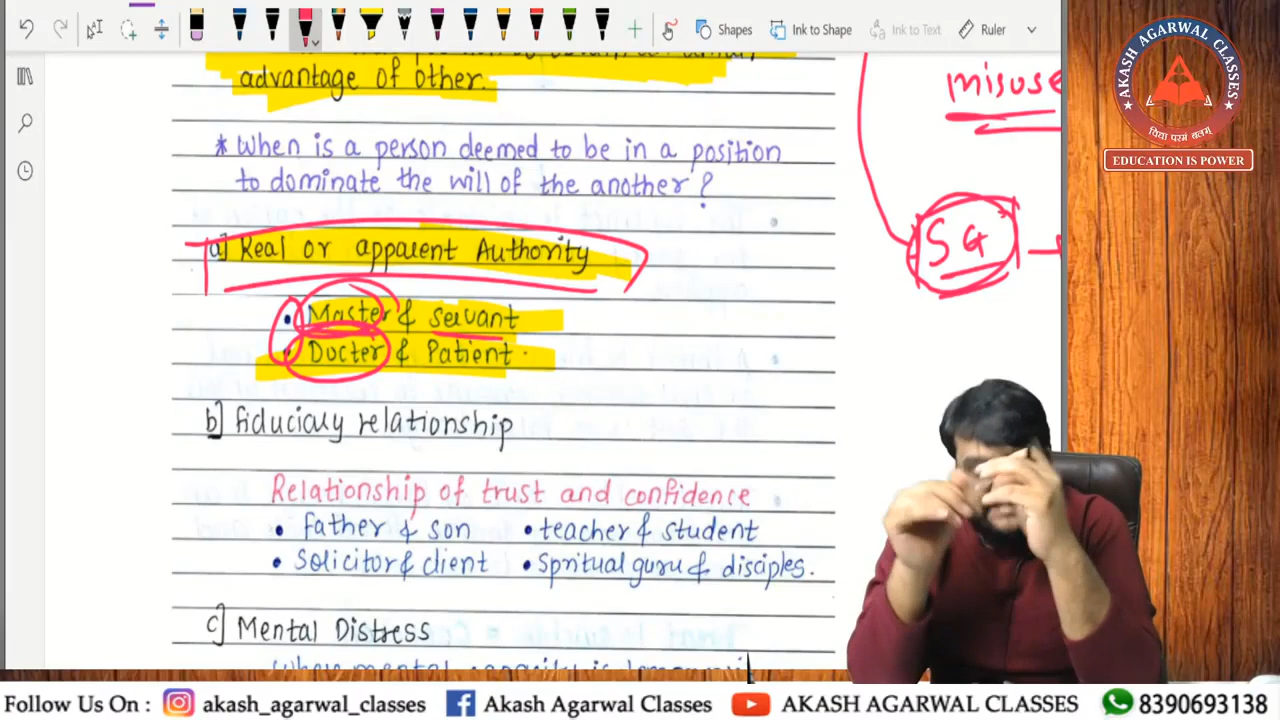 Shapes
Ink to Shape
Ink to Text
Ruler
advantage of other.
* When is a person deemed to be in a position
to dominate the will of the another?
a] Real or apparent Authority
• Master & servant
• Docter & Patient.
b] Fiduciary relationship
Relationship of trust and confidence
• Father & son • teacher & student
• Solicitor & client • Spritual guru & disciples.
c] Mental Distress
misuse
SG
AKASH AGARWAL CLASSES
विद्या परमं बलम्
EDUCATION IS POWER
Follow Us On : akash_agarwal_classes Akash Agarwal Classes AKASH AGARWAL CLASSES 8390693138